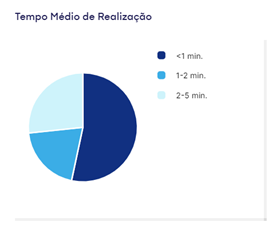 Tempo Médio de Realização
<1 min.
1-2 min.
2-5 min.